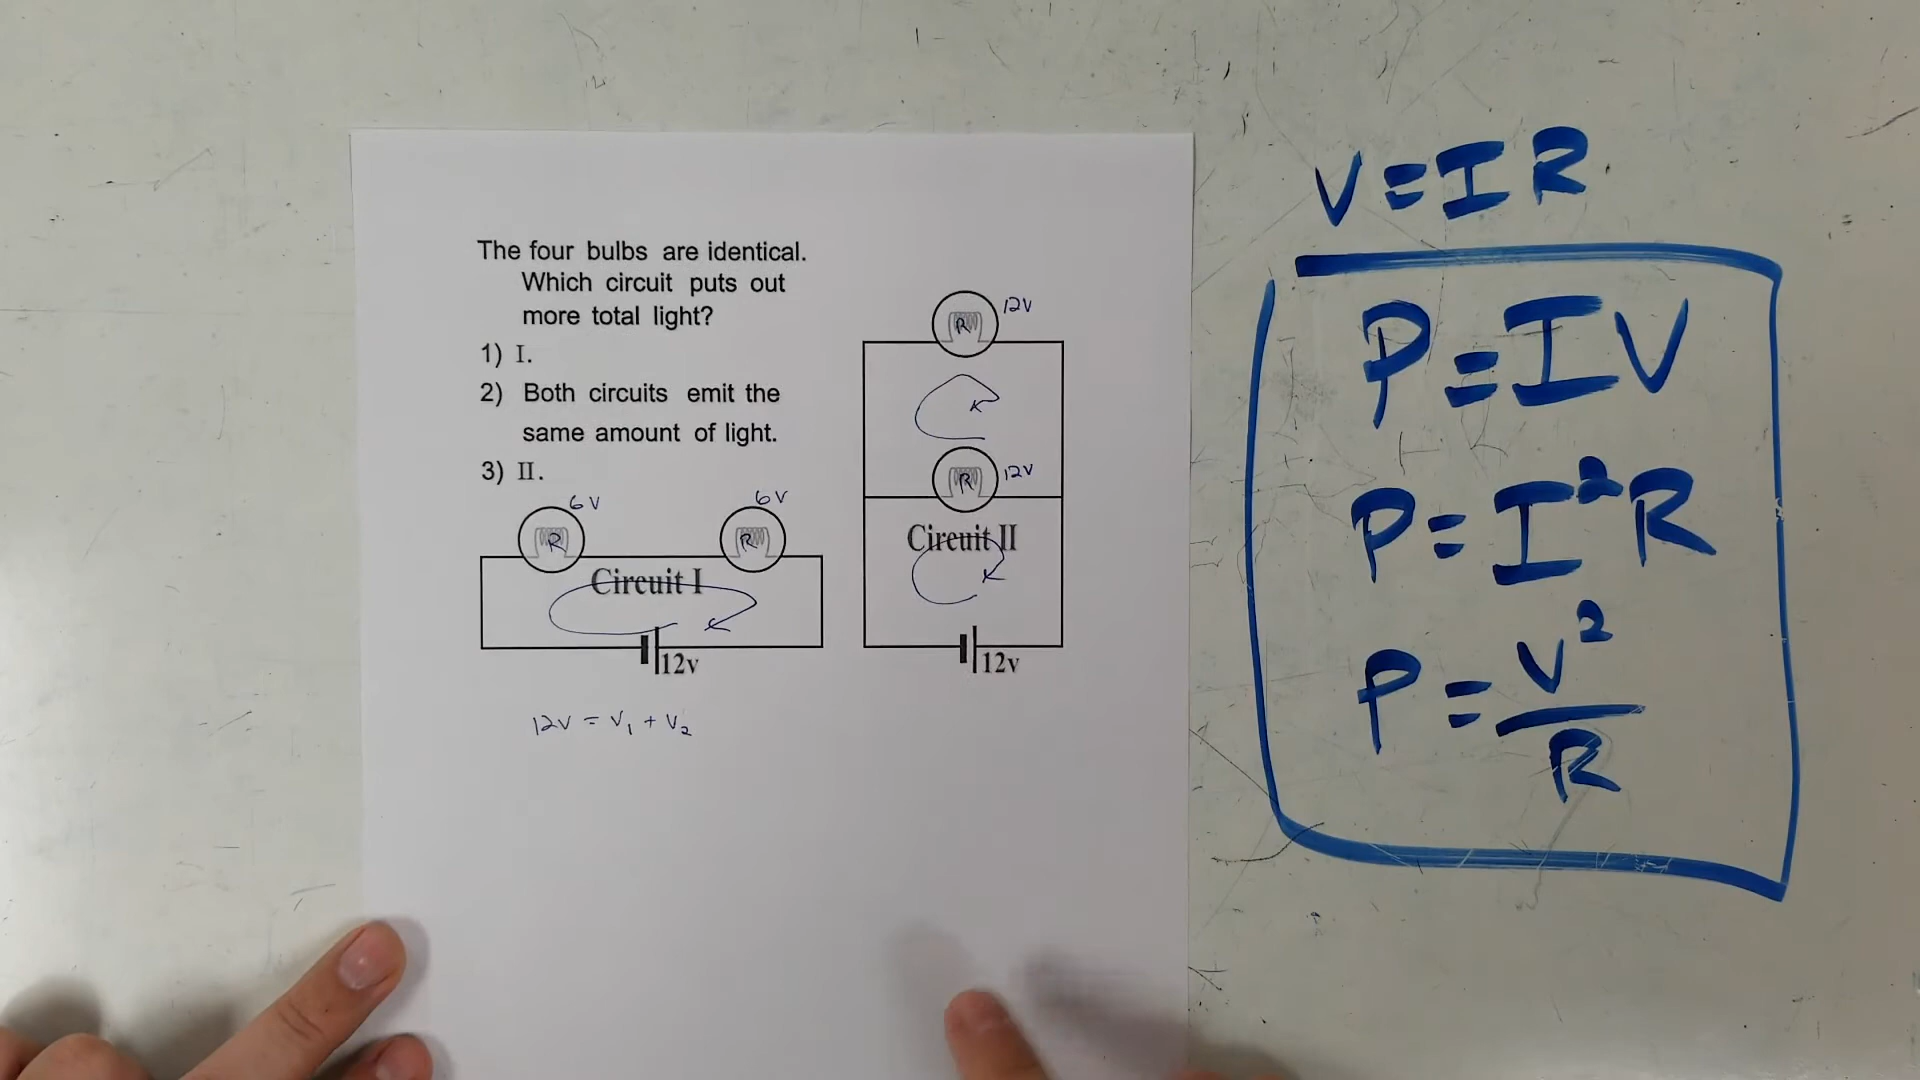 The four bulbs are identical.
Which circuit puts out
more total light?
1) I.
2) Both circuits emit the
same amount of light.
3) II.
6V
6V
R
R
Circuit I
12v
12V = V₁ + V₂
12V
R
12V
R
Circuit II
12v
V = IR
P = IV
P = I²R
P = V²/R